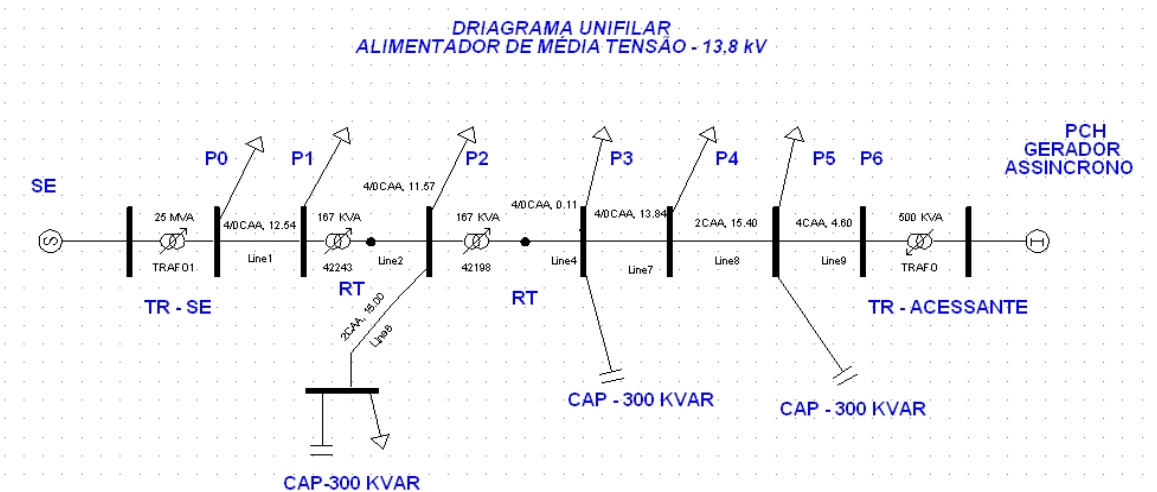 DRIAGRAMA UNIFILAR
ALIMENTADOR DE MÉDIA TENSÃO - 13,8 kV
PCH
GERADOR
ASSINCRONO
P0
P1
P2
P3
P4
P5
P6
SE
4/0CAA, 11.57
25 MVA
4/0CAA, 12.54
167 KVA
167 KVA
4/0CAA, 0.11
4/0CAA, 13.84
2CAA, 15.40
4CAA, 4.60
500 KVA
S
I
TRAFO1
Line1
42243
Line2
42198
Line4
Line7
Line8
Line9
TRAFO
TR - SE
RT
RT
TR - ACESSANTE
2CAA, 15.00
Line6
CAP - 300 KVAR
CAP - 300 KVAR
CAP-300 KVAR